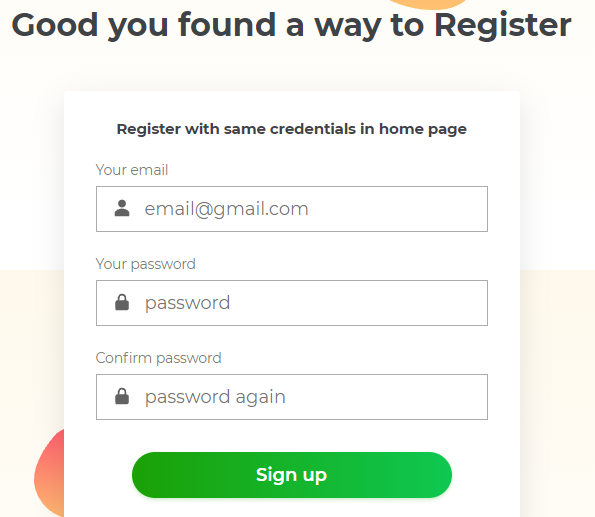 Good you found a way to Register
Register with same credentials in home page
Your email
email@gmail.com
Your password
password
Confirm password
password again
Sign up